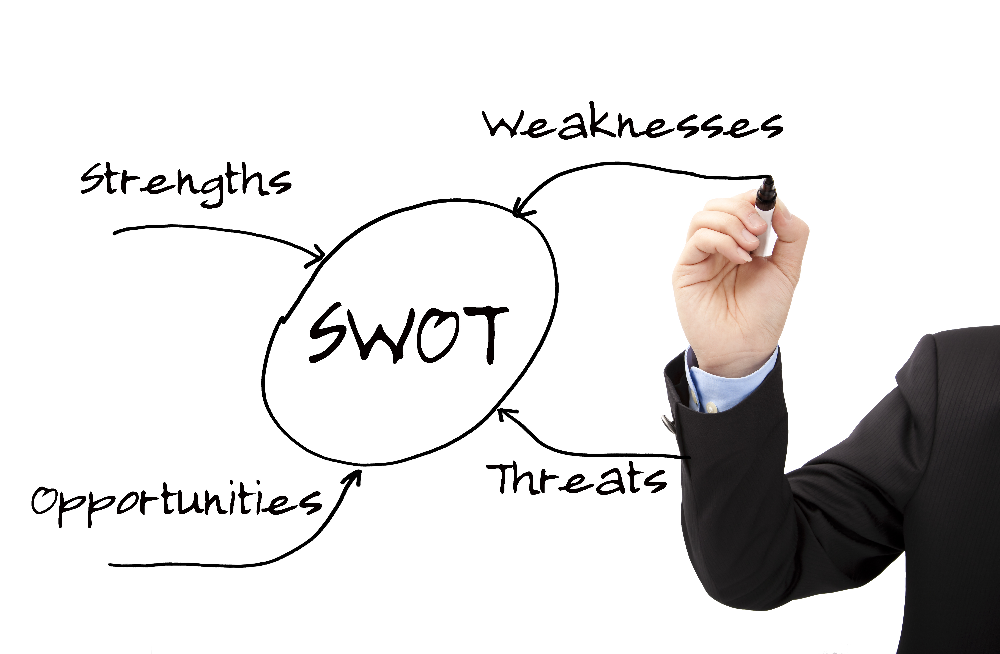 Weaknesses
Strengths
SWOT
Threats
Opportunities